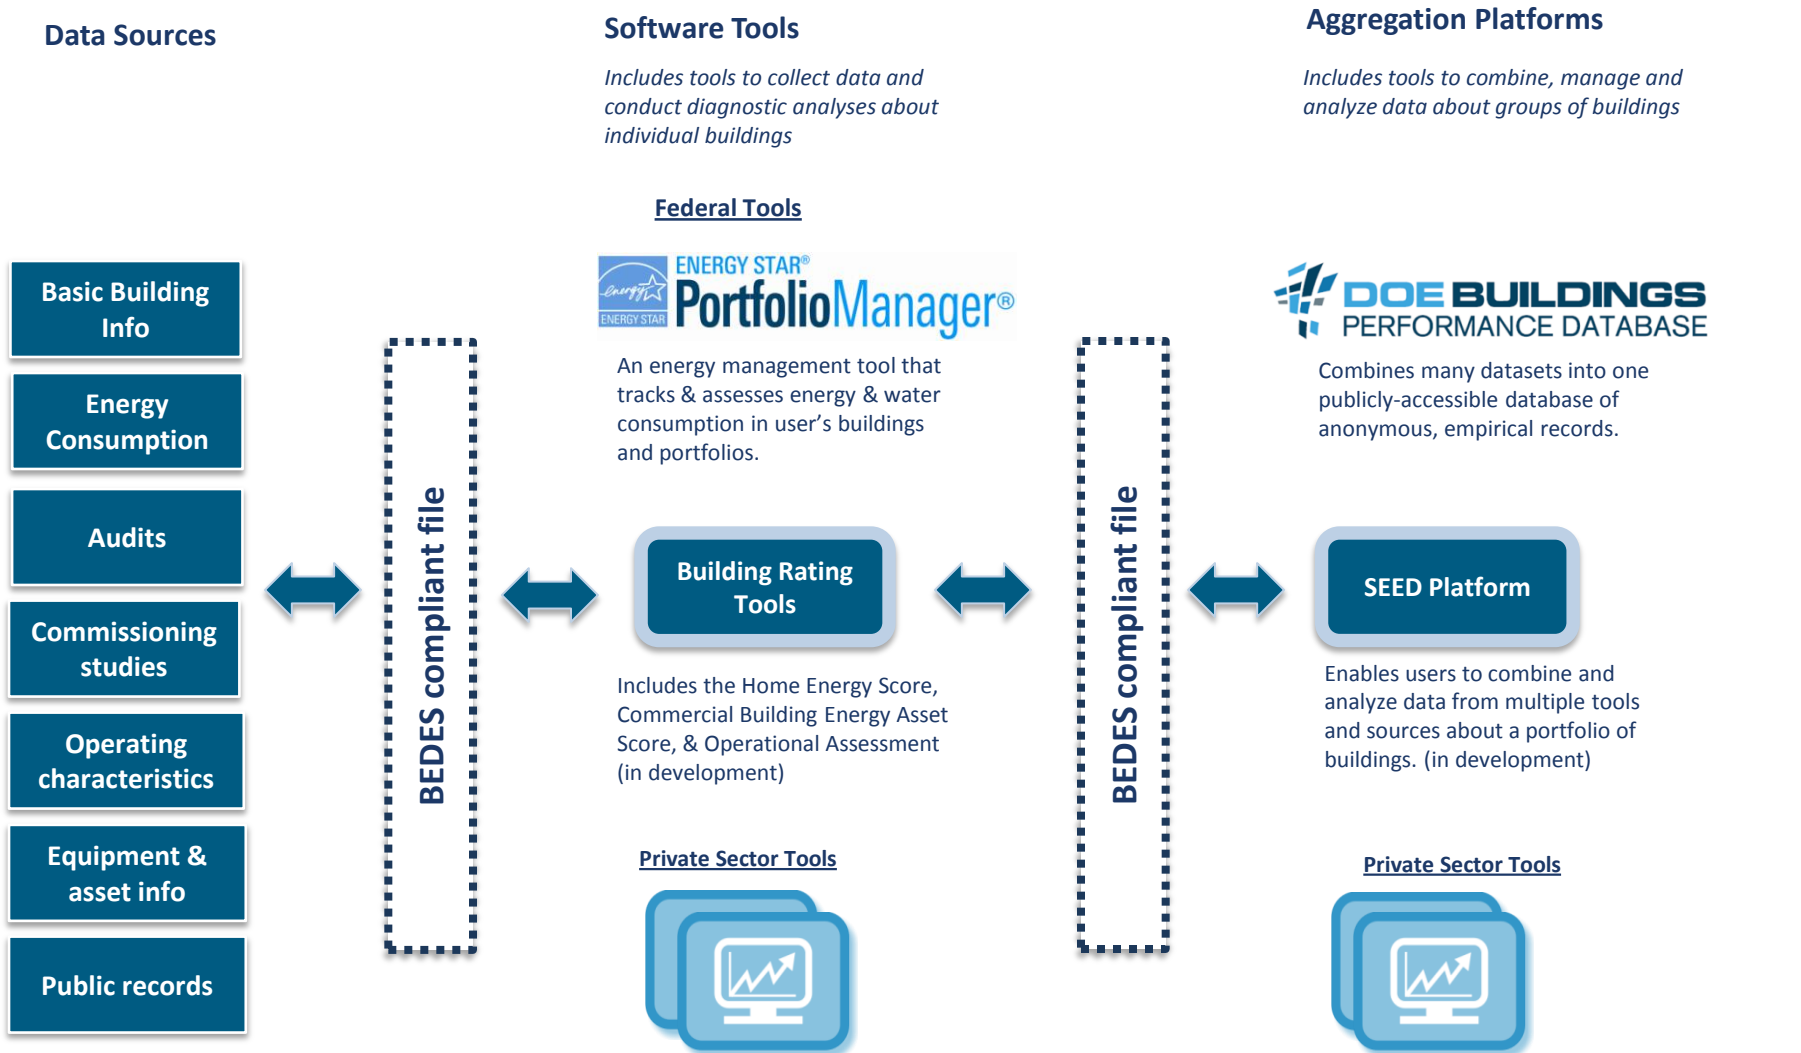 Data Sources
Basic Building
Info
Energy
Consumption
Audits
Commissioning
studies
Operating
characteristics
Equipment &
asset info
Public records
BEDES compliant file
Software Tools
Includes tools to collect data and
conduct diagnostic analyses about
individual buildings
Federal Tools
energy
ENERGY STAR
ENERGY STAR®
PortfolioManager®
An energy management tool that
tracks & assesses energy & water
consumption in user’s buildings
and portfolios.
Building Rating
Tools
Includes the Home Energy Score,
Commercial Building Energy Asset
Score, & Operational Assessment
(in development)
Private Sector Tools
BEDES compliant file
Aggregation Platforms
Includes tools to combine, manage and
analyze data about groups of buildings
DOE BUILDINGS
PERFORMANCE DATABASE
Combines many datasets into one
publicly-accessible database of
anonymous, empirical records.
SEED Platform
Enables users to combine and
analyze data from multiple tools
and sources about a portfolio of
buildings. (in development)
Private Sector Tools